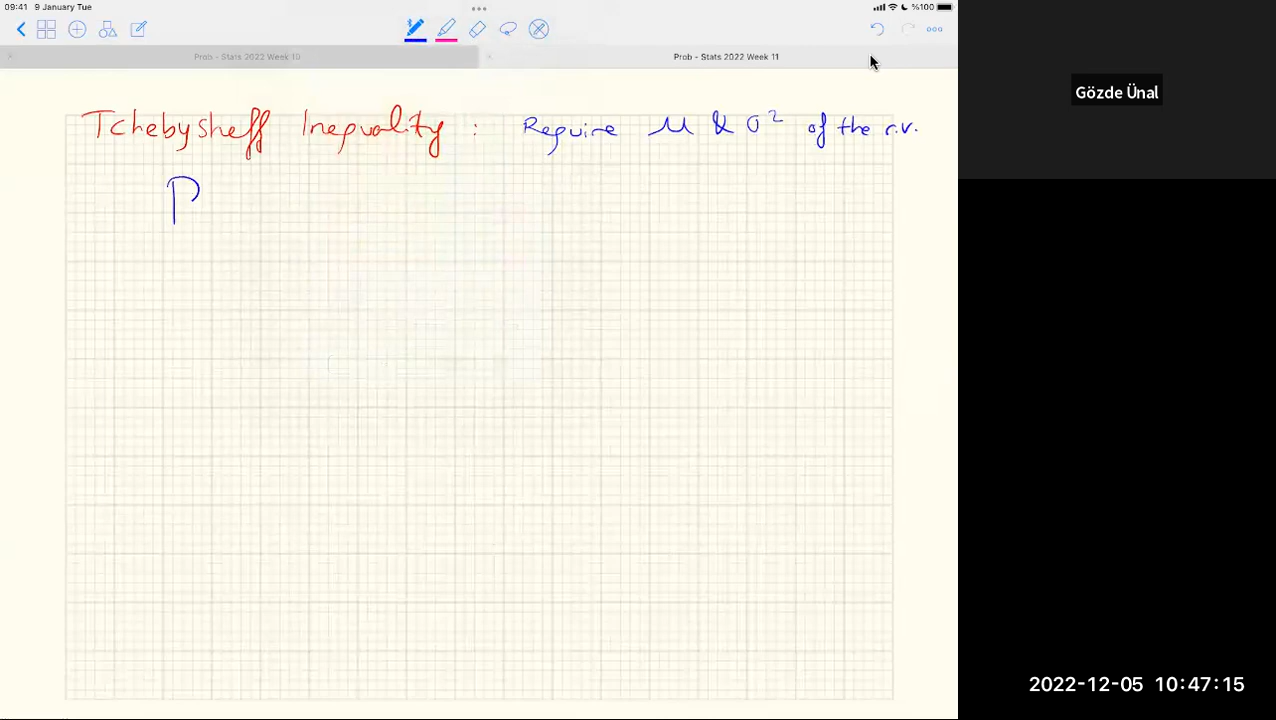 09:41 9 January Tue
%100
Prob - Stats 2022 Week 10
Prob - Stats 2022 Week 11
Gözde Ünal
Tchebysheff Inequality : Require μ & σ² of the r.v.
P
2022-12-05 10:47:15